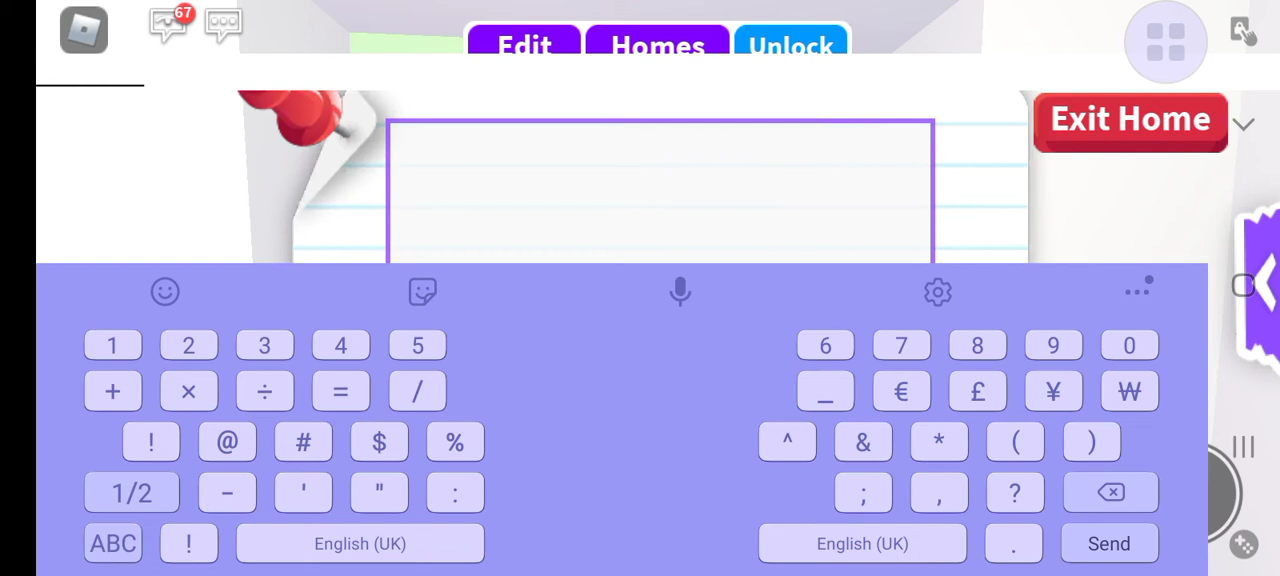 67
Edit Homes Unlock
Exit Home
1 2 3 4 5 6 7 8 9 0
+ × ÷ = / _ € £ ¥ ₩
! @ # $ % ^ & * ( )
1/2 - ' " : ; , ?
ABC ! English (UK) English (UK) . Send